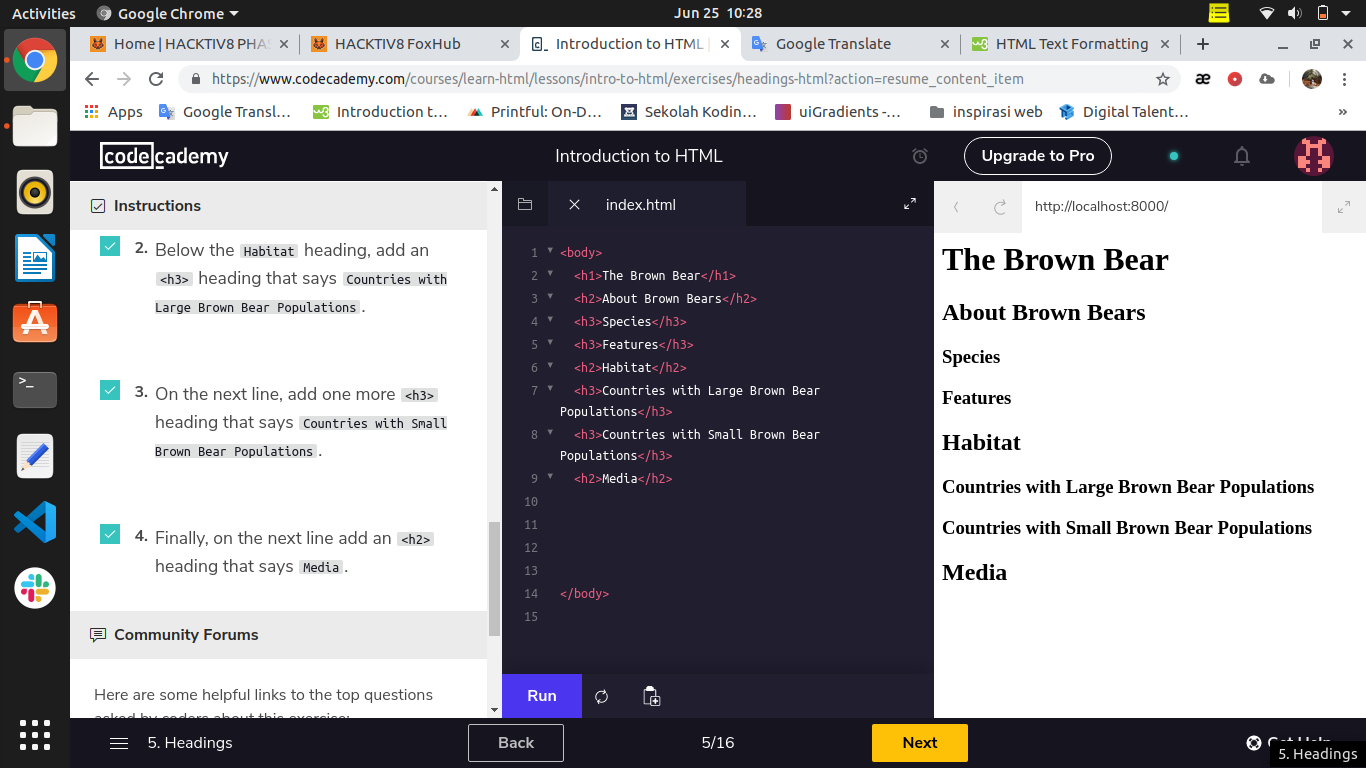 Activities
Google Chrome
Jun 25 10:28
Home | HACKTIV8 PHAS
HACKTIV8 FoxHub
Introduction to HTML |
Google Translate
HTML Text Formatting
https://www.codecademy.com/courses/learn-html/lessons/intro-to-html/exercises/headings-html?action=resume_content_item
Apps
Google Transl...
Introduction t...
Printful: On-D...
Sekolah Kodin...
uiGradients -...
inspirasi web
Digital Talent...
»
codecademy
Introduction to HTML
Upgrade to Pro
Instructions
2. Below the Habitat heading, add an
<h3> heading that says Countries with
Large Brown Bear Populations.
3. On the next line, add one more <h3>
heading that says Countries with Small
Brown Bear Populations.
4. Finally, on the next line add an <h2>
heading that says Media.
Community Forums
Here are some helpful links to the top questions
asked by coders about this exercise:
index.html
1 <body>
2 <h1>The Brown Bear</h1>
3 <h2>About Brown Bears</h2>
4 <h3>Species</h3>
5 <h3>Features</h3>
6 <h2>Habitat</h2>
7 <h3>Countries with Large Brown Bear
Populations</h3>
8 <h3>Countries with Small Brown Bear
Populations</h3>
9 <h2>Media</h2>
10
11
12
13
14 </body>
15
Run
http://localhost:8000/
The Brown Bear
About Brown Bears
Species
Features
Habitat
Countries with Large Brown Bear Populations
Countries with Small Brown Bear Populations
Media
5. Headings
Back
5/16
Next
Get Help
5. Headings